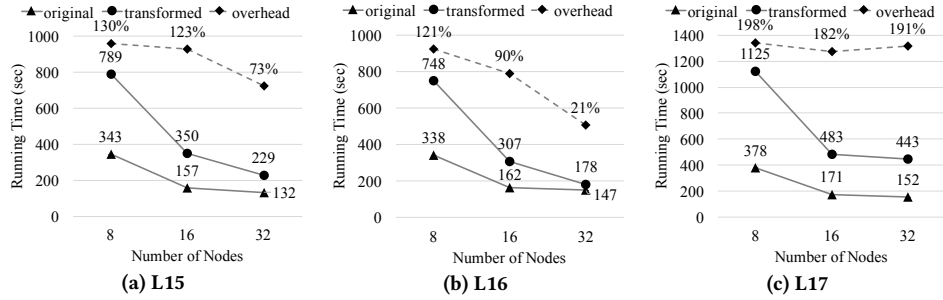 original transformed overhead
Running Time (sec)
1000
800
600
400
200
0
130% 123% 73%
789 350 229
343 157 132
8 16 32
Number of Nodes
(a) L15
original transformed overhead
Running Time (sec)
1000
800
600
400
200
0
121% 90% 21%
748 307 178
338 162 147
8 16 32
Number of Nodes
(b) L16
original transformed overhead
Running Time (sec)
1400
1200
1000
800
600
400
200
0
198% 182% 191%
1125 483 443
378 171 152
8 16 32
Number of Nodes
(c) L17